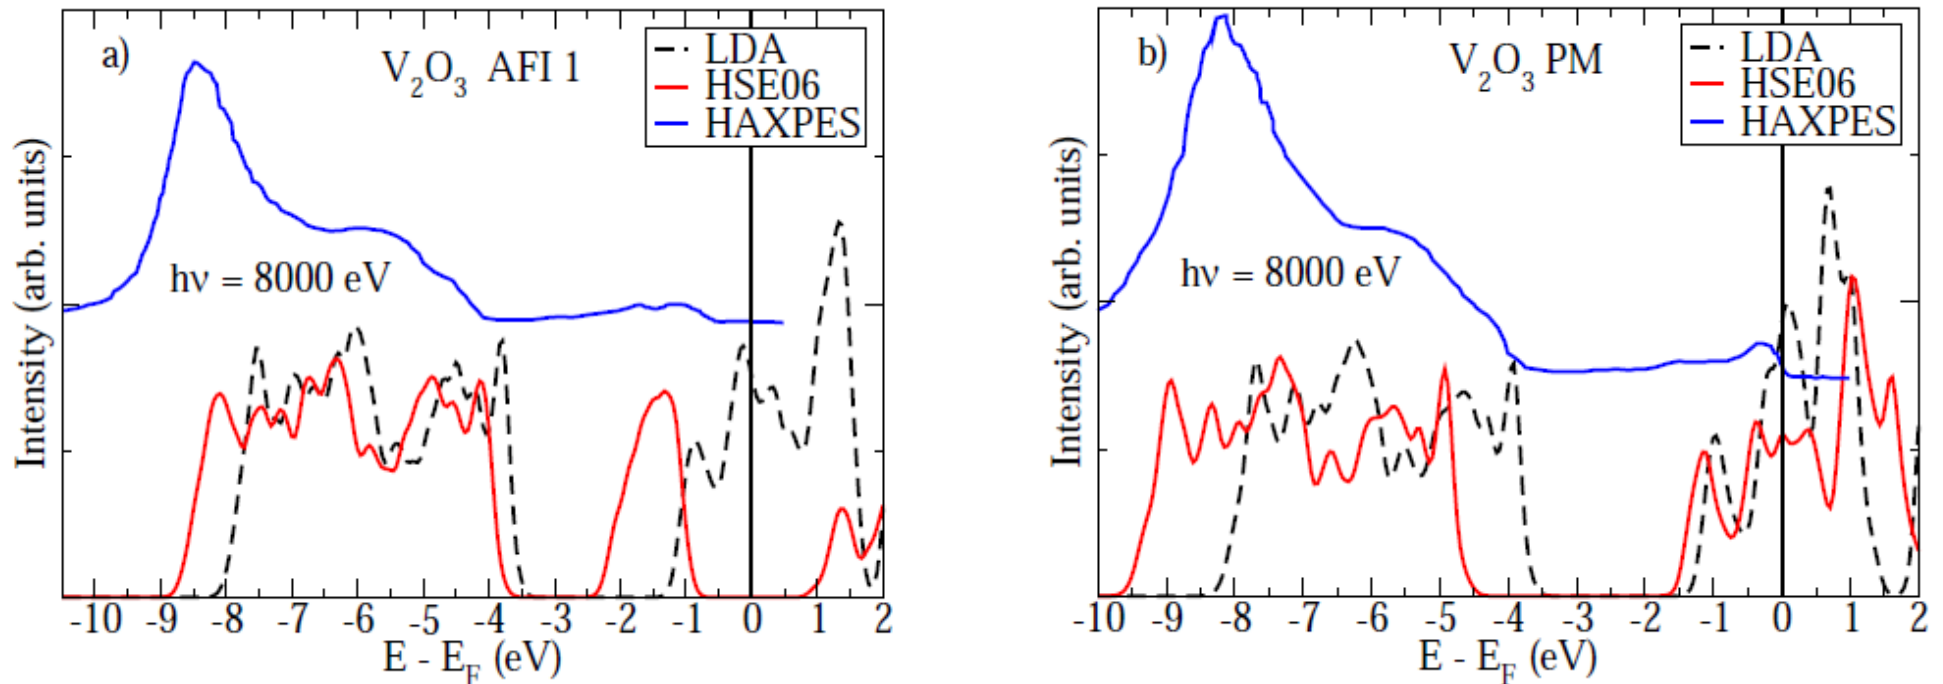 a)
V₂O₃ AFI 1
LDA
HSE06
HAXPES
hν = 8000 eV
Intensity (arb. units)
-10 -9 -8 -7 -6 -5 -4 -3 -2 -1 0 1 2
E - E_F (eV)
b)
V₂O₃ PM
LDA
HSE06
HAXPES
hν = 8000 eV
Intensity (arb. units)
-10 -9 -8 -7 -6 -5 -4 -3 -2 -1 0 1 2
E - E_F (eV)